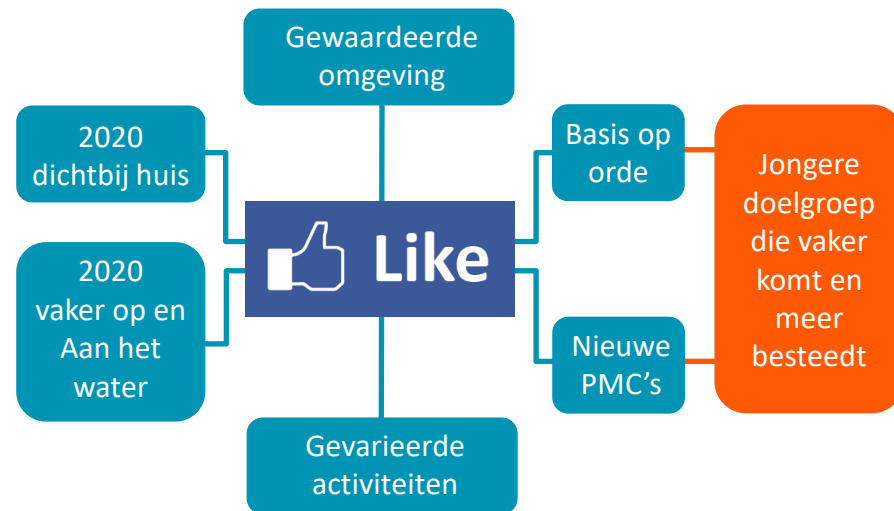 Gewaardeerde
omgeving
2020
dichtbij huis
Basis op
orde
Jongere
doelgroep
die vaker
komt en
meer
besteedt
Like
2020
vaker op en
Aan het
water
Nieuwe
PMC’s
Gevarieerde
activiteiten